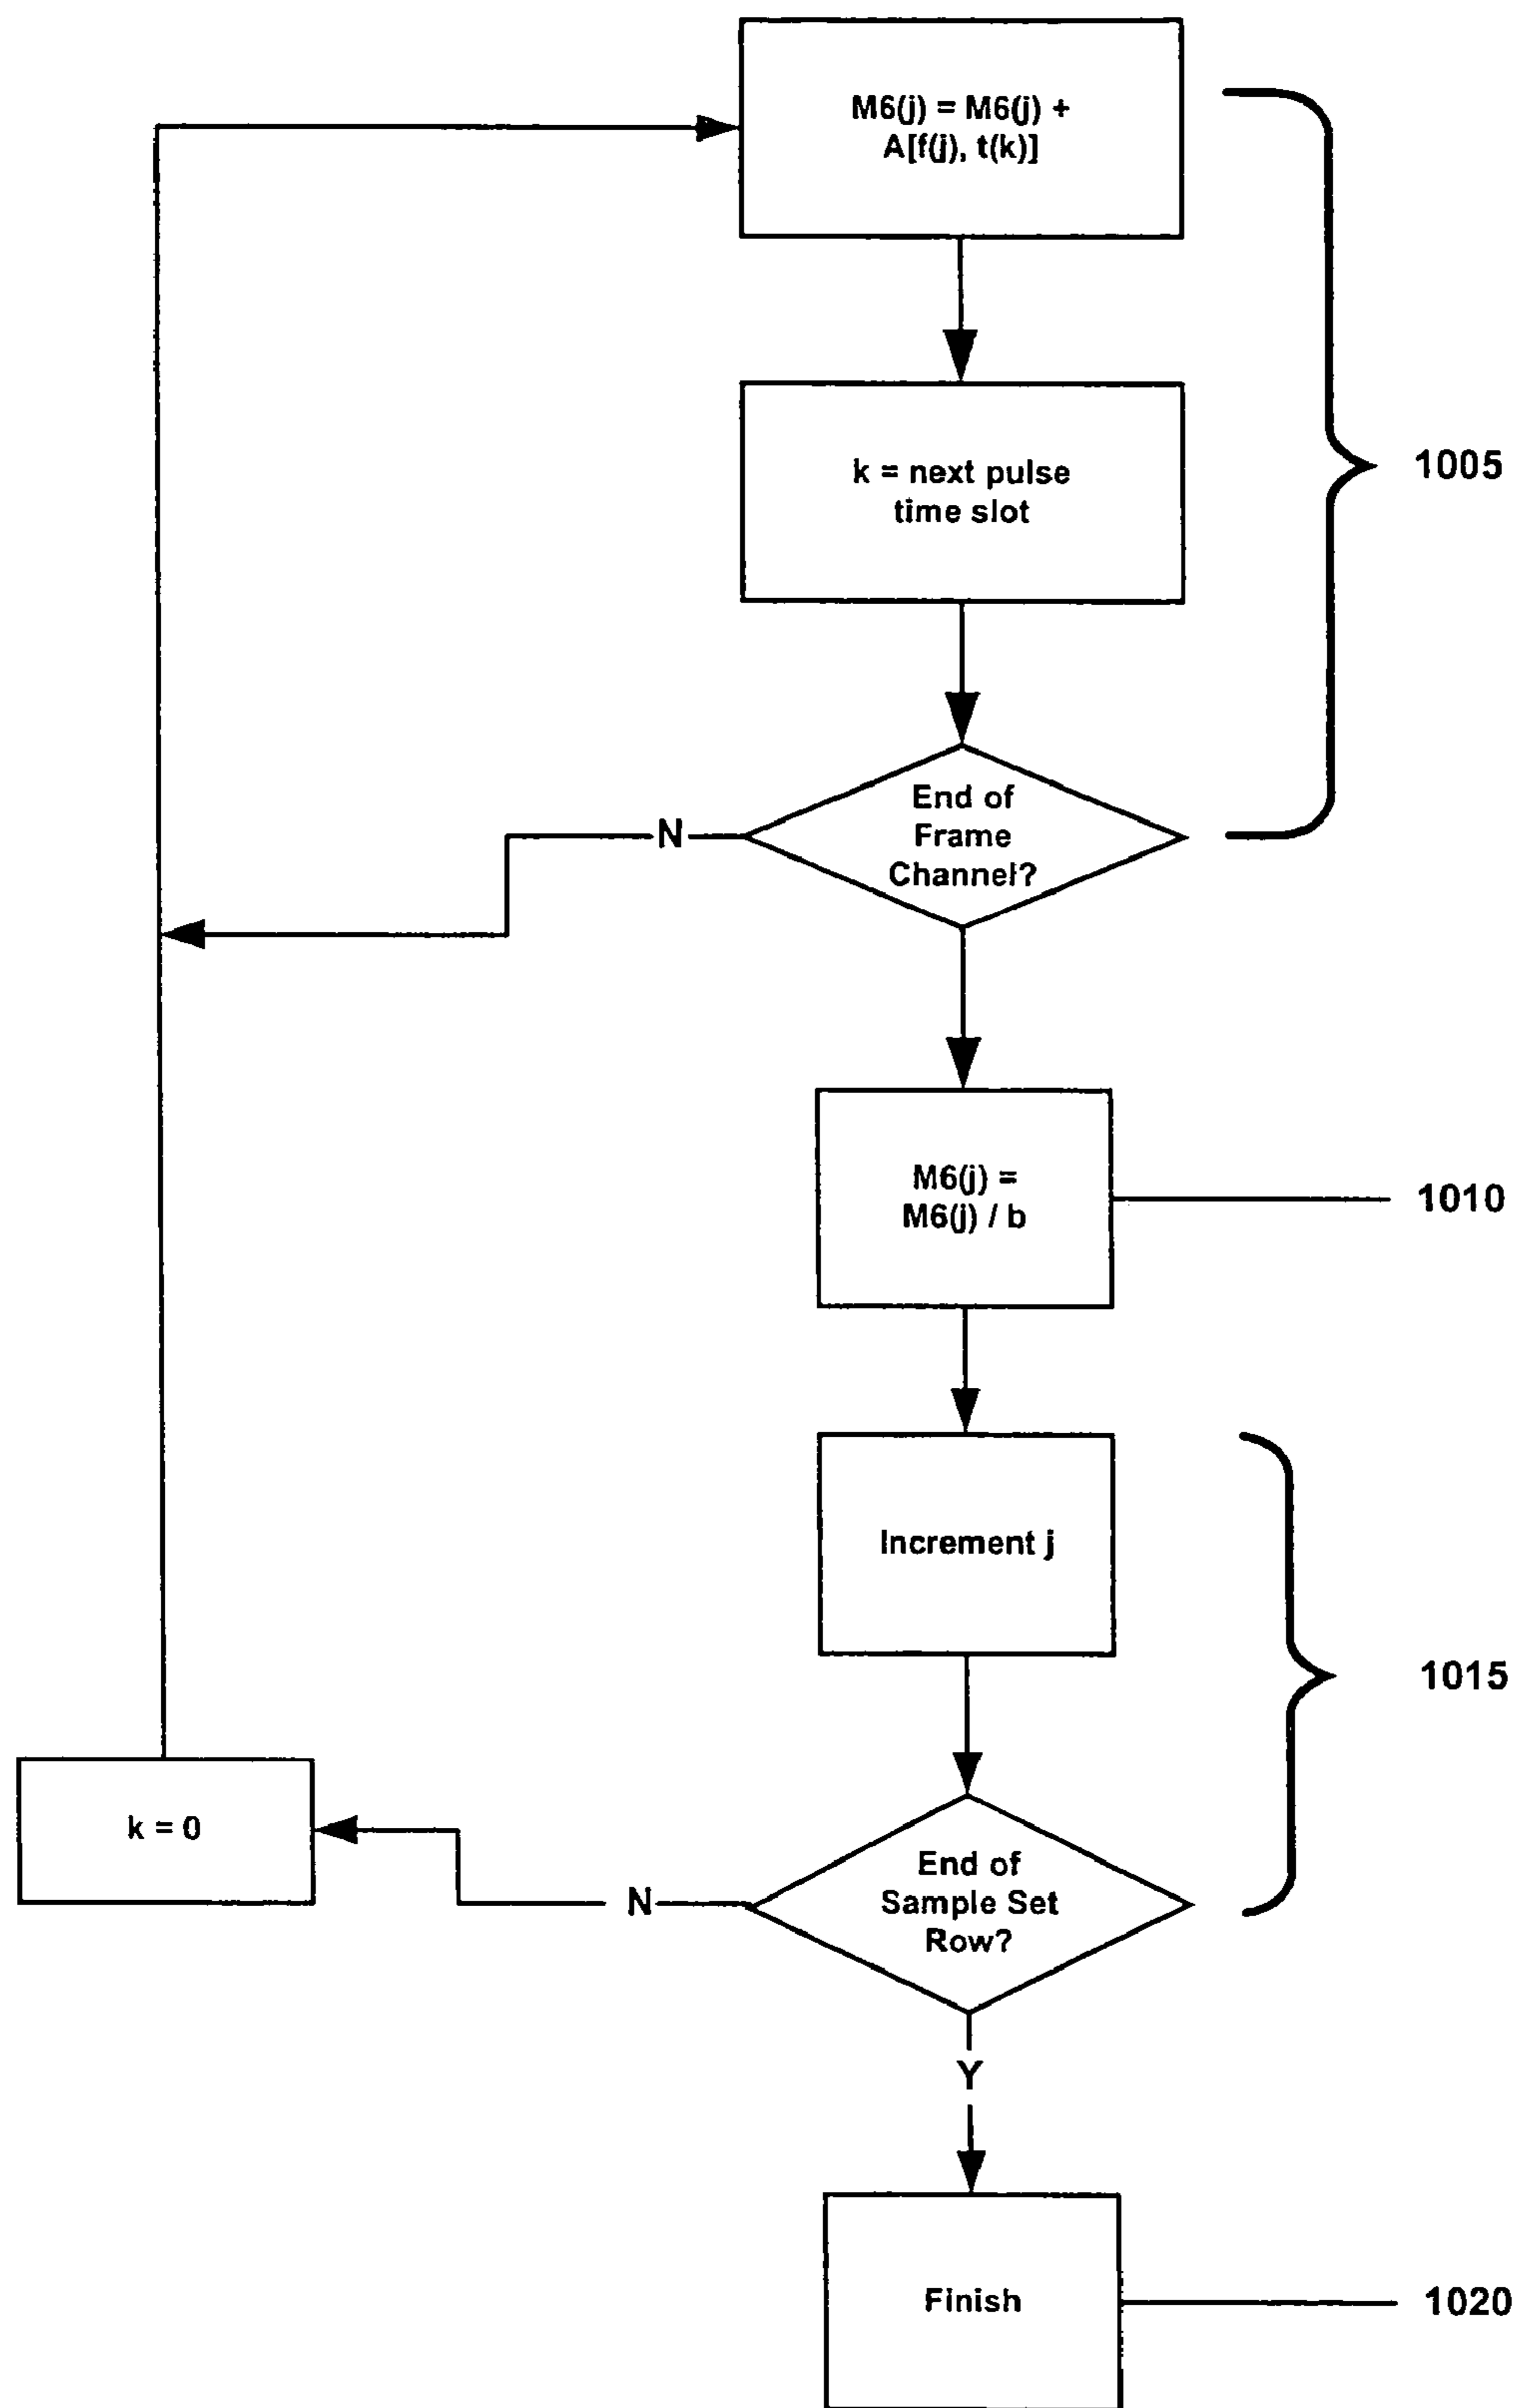 M6(j) = M6(j) +
A[f(j), t(k)]
k = next pulse
time slot
1005
End of
Frame
Channel?
N
M6(j) =
M6(j) / b
1010
Increment j
1015
k = 0
End of
Sample Set
Row?
N
Y
Finish
1020